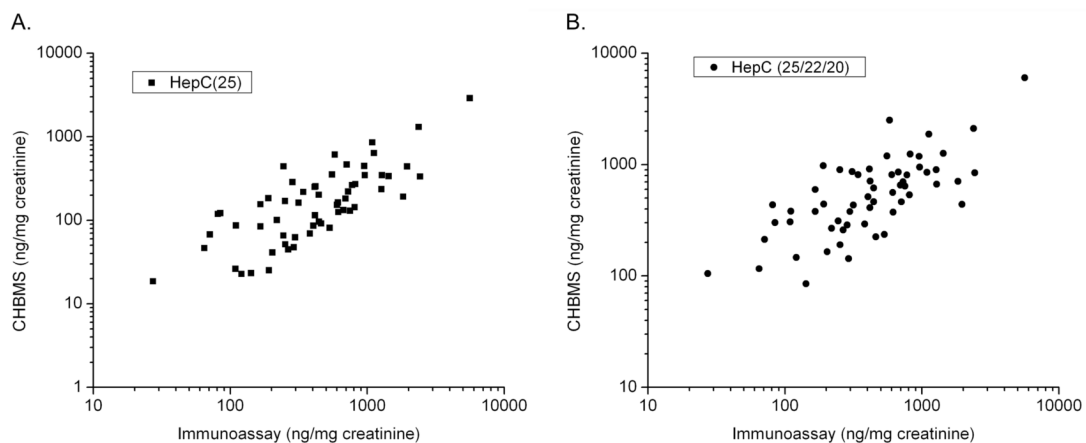 A.
10000
1000
100
10
1
CHBMS (ng/mg creatinine)
HepC(25)
10 100 1000 10000
Immunoassay (ng/mg creatinine)
B.
10000
1000
100
10
CHBMS (ng/mg creatinine)
HepC (25/22/20)
10 100 1000 10000
Immunoassay (ng/mg creatinine)